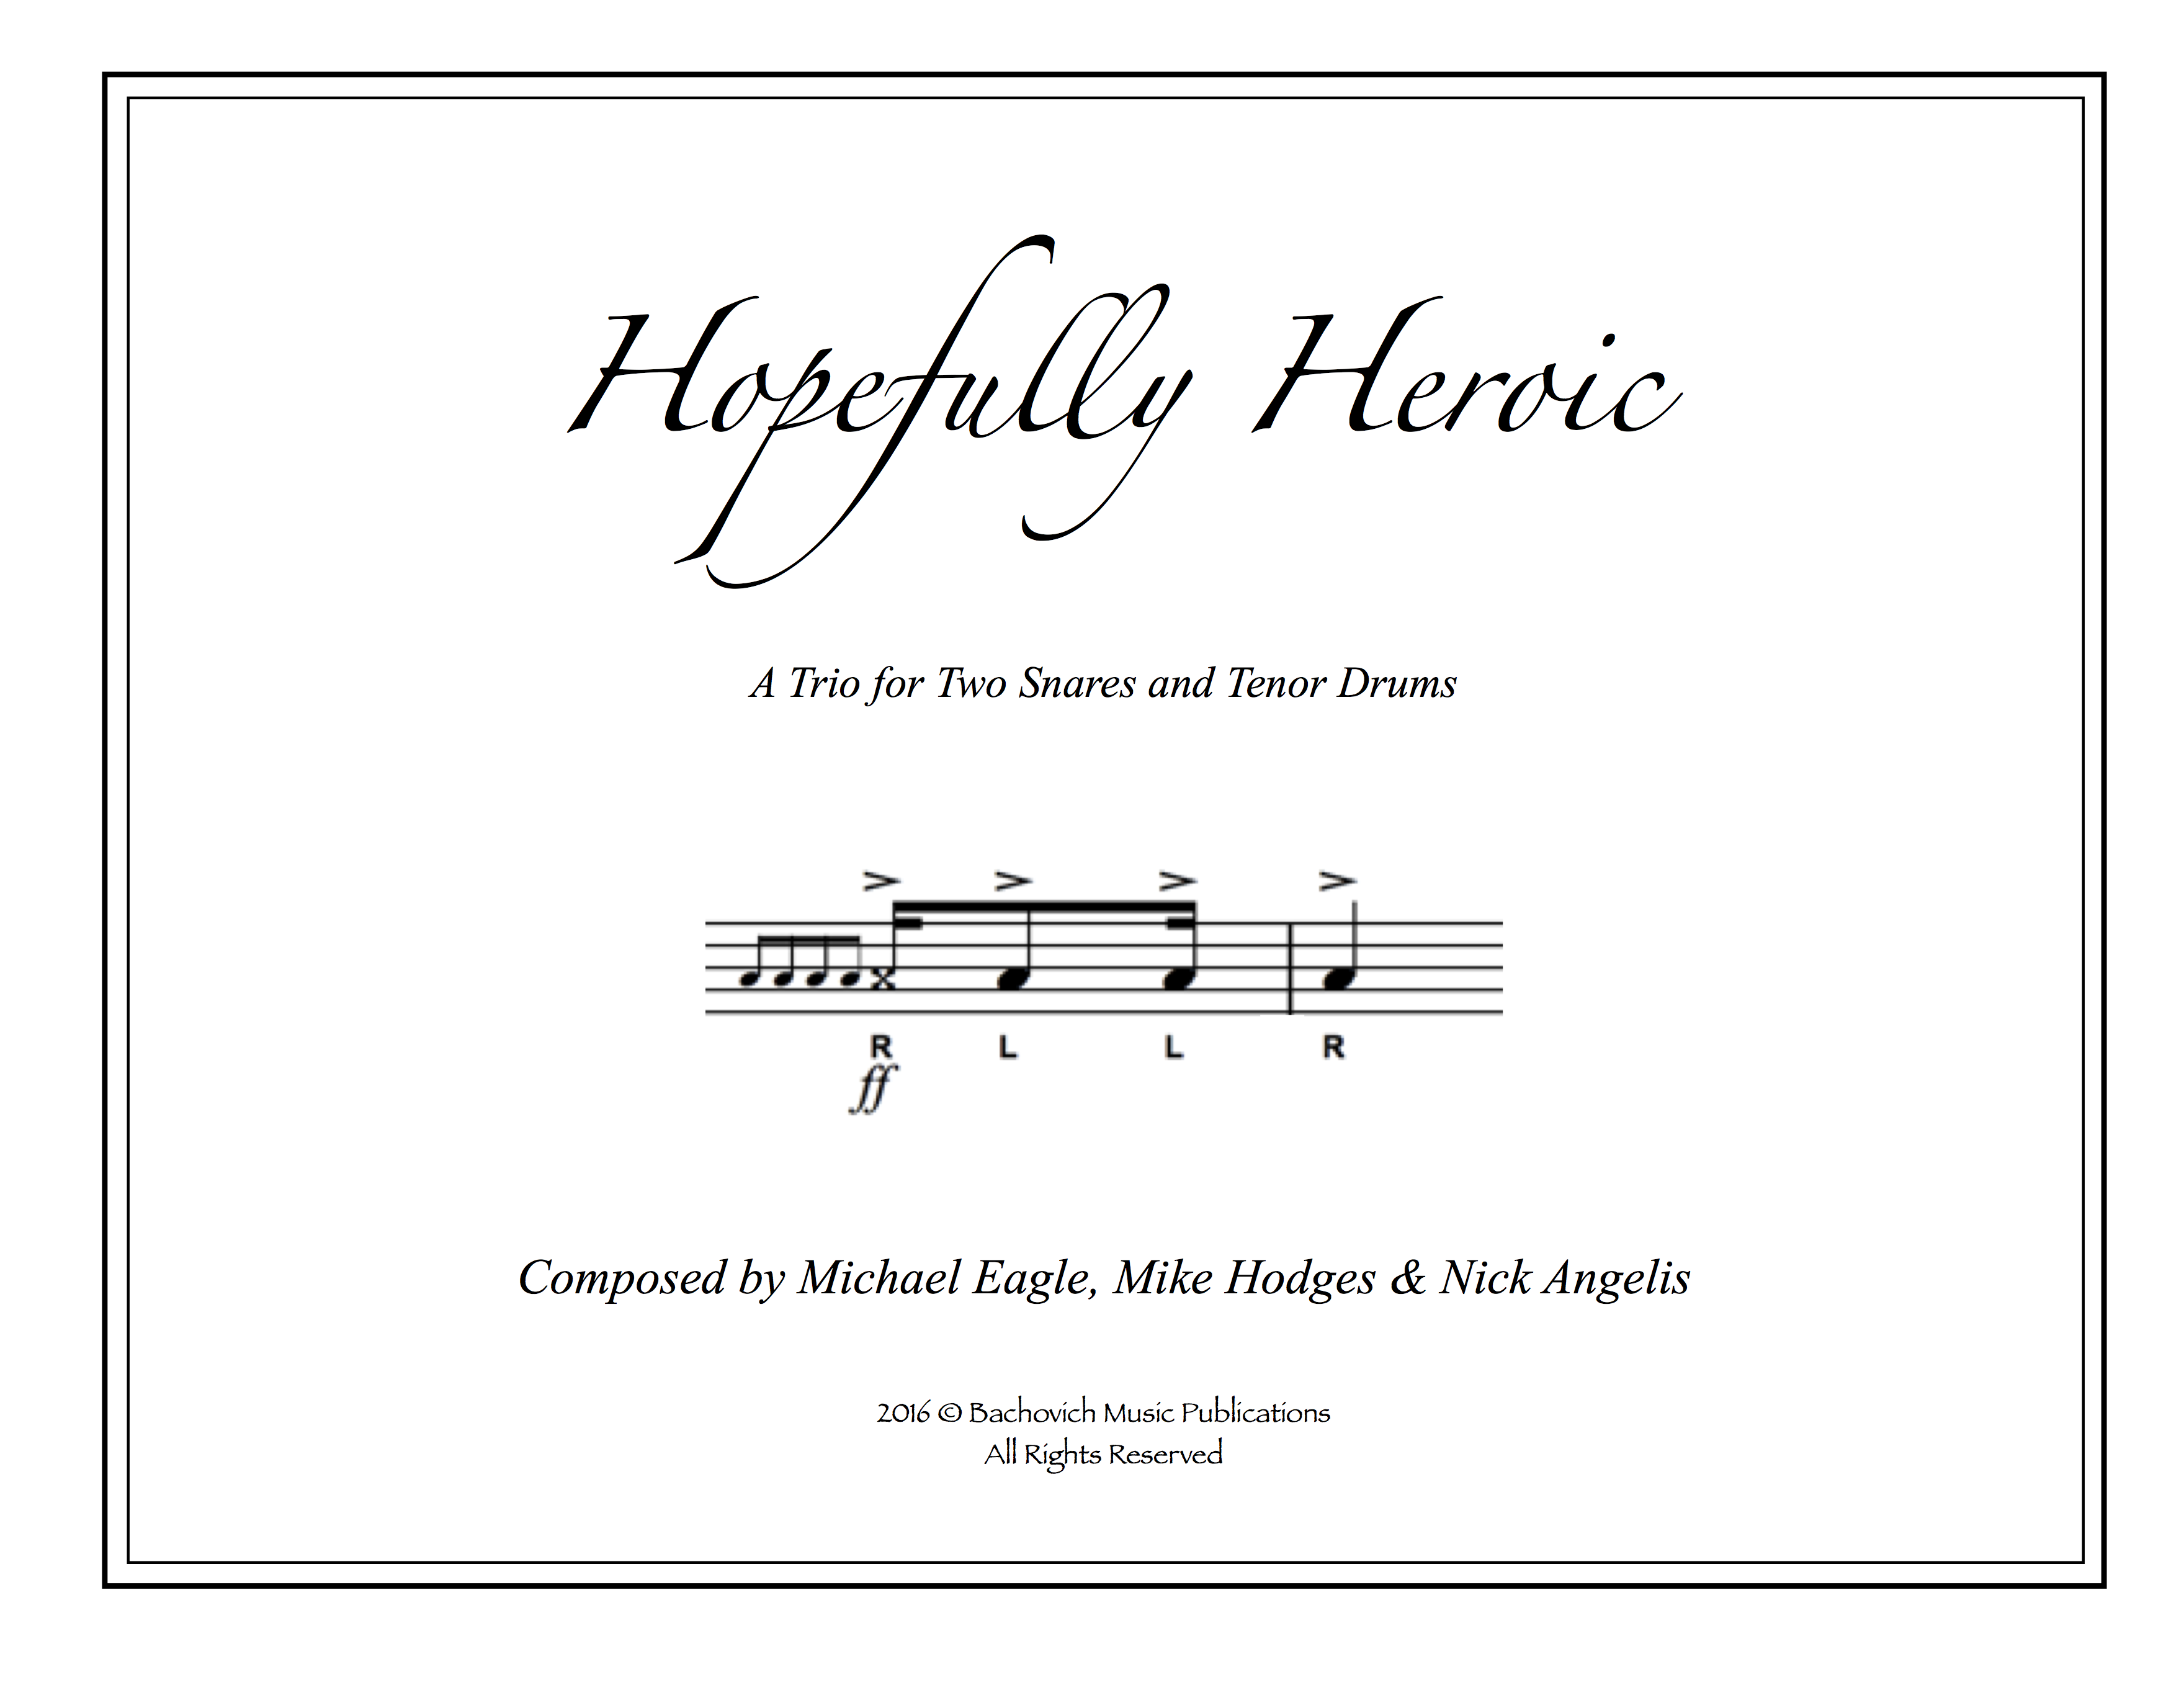 Hopefully Heroic
A Trio for Two Snares and Tenor Drums
R L L R
ff
Composed by Michael Eagle, Mike Hodges & Nick Angelis
2016 © Bachovich Music Publications
All Rights Reserved